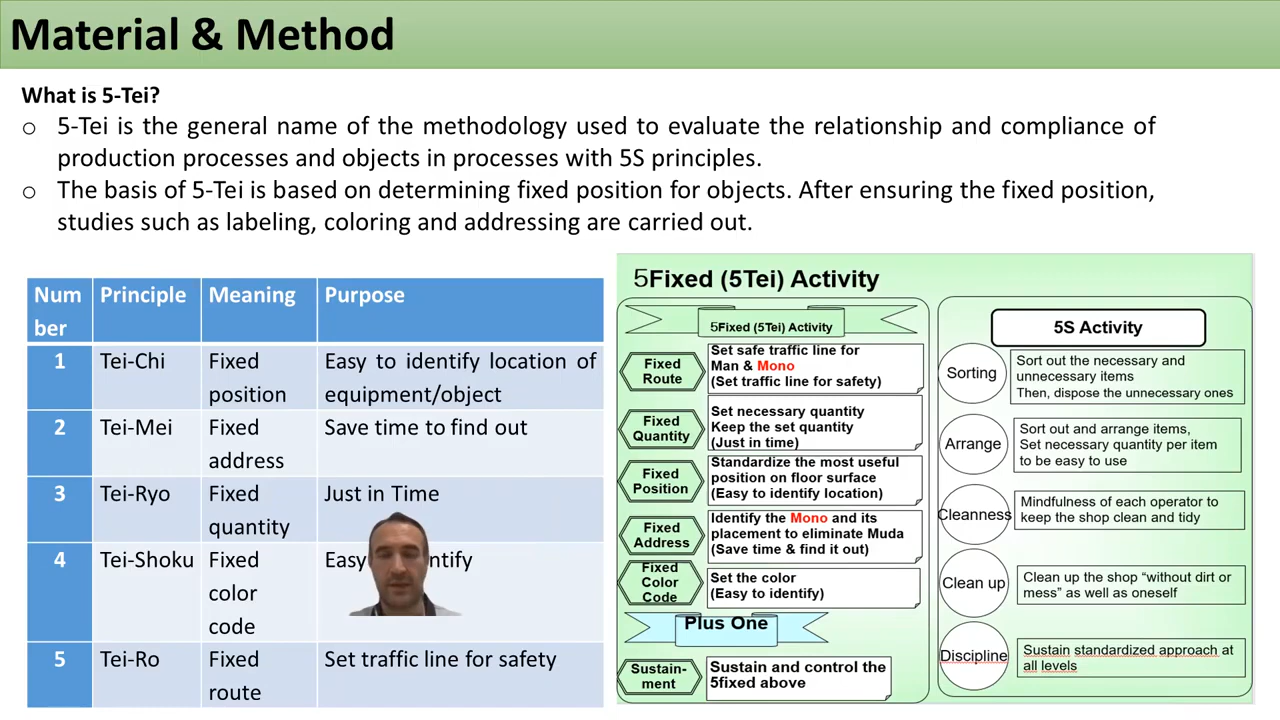 Material & Method
What is 5-Tei?
o 5-Tei is the general name of the methodology used to evaluate the relationship and compliance of
production processes and objects in processes with 5S principles.
o The basis of 5-Tei is based on determining fixed position for objects. After ensuring the fixed position,
studies such as labeling, coloring and addressing are carried out.
Num
ber
Principle
Meaning
Purpose
1
Tei-Chi
Fixed
position
Easy to identify location of
equipment/object
2
Tei-Mei
Fixed
address
Save time to find out
3
Tei-Ryo
Fixed
quantity
Just in Time
4
Tei-Shoku
Fixed
color
code
Easy
ntify
5
Tei-Ro
Fixed
route
Set traffic line for safety
5Fixed (5Tei) Activity
5Fixed (5Tei) Activity
Fixed
Route
Set safe traffic line for
Man & Mono
(Set traffic line for safety)
Fixed
Quantity
Set necessary quantity
Keep the set quantity
(Just in time)
Fixed
Position
Standardize the most useful
position on floor surface
(Easy to identify location)
Fixed
Address
Identify the Mono and its
placement to eliminate Muda
(Save time & find it out)
Fixed
Color
Code
Set the color
(Easy to identify)
Plus One
Sustain-
ment
Sustain and control the
5fixed above
5S Activity
Sorting
Sort out the necessary and
unnecessary items
Then, dispose the unnecessary ones
Arrange
Sort out and arrange items,
Set necessary quantity per item
to be easy to use
Cleanness
Mindfulness of each operator to
keep the shop clean and tidy
Clean up
Clean up the shop “without dirt or
mess” as well as oneself
Discipline
Sustain standardized approach at
all levels